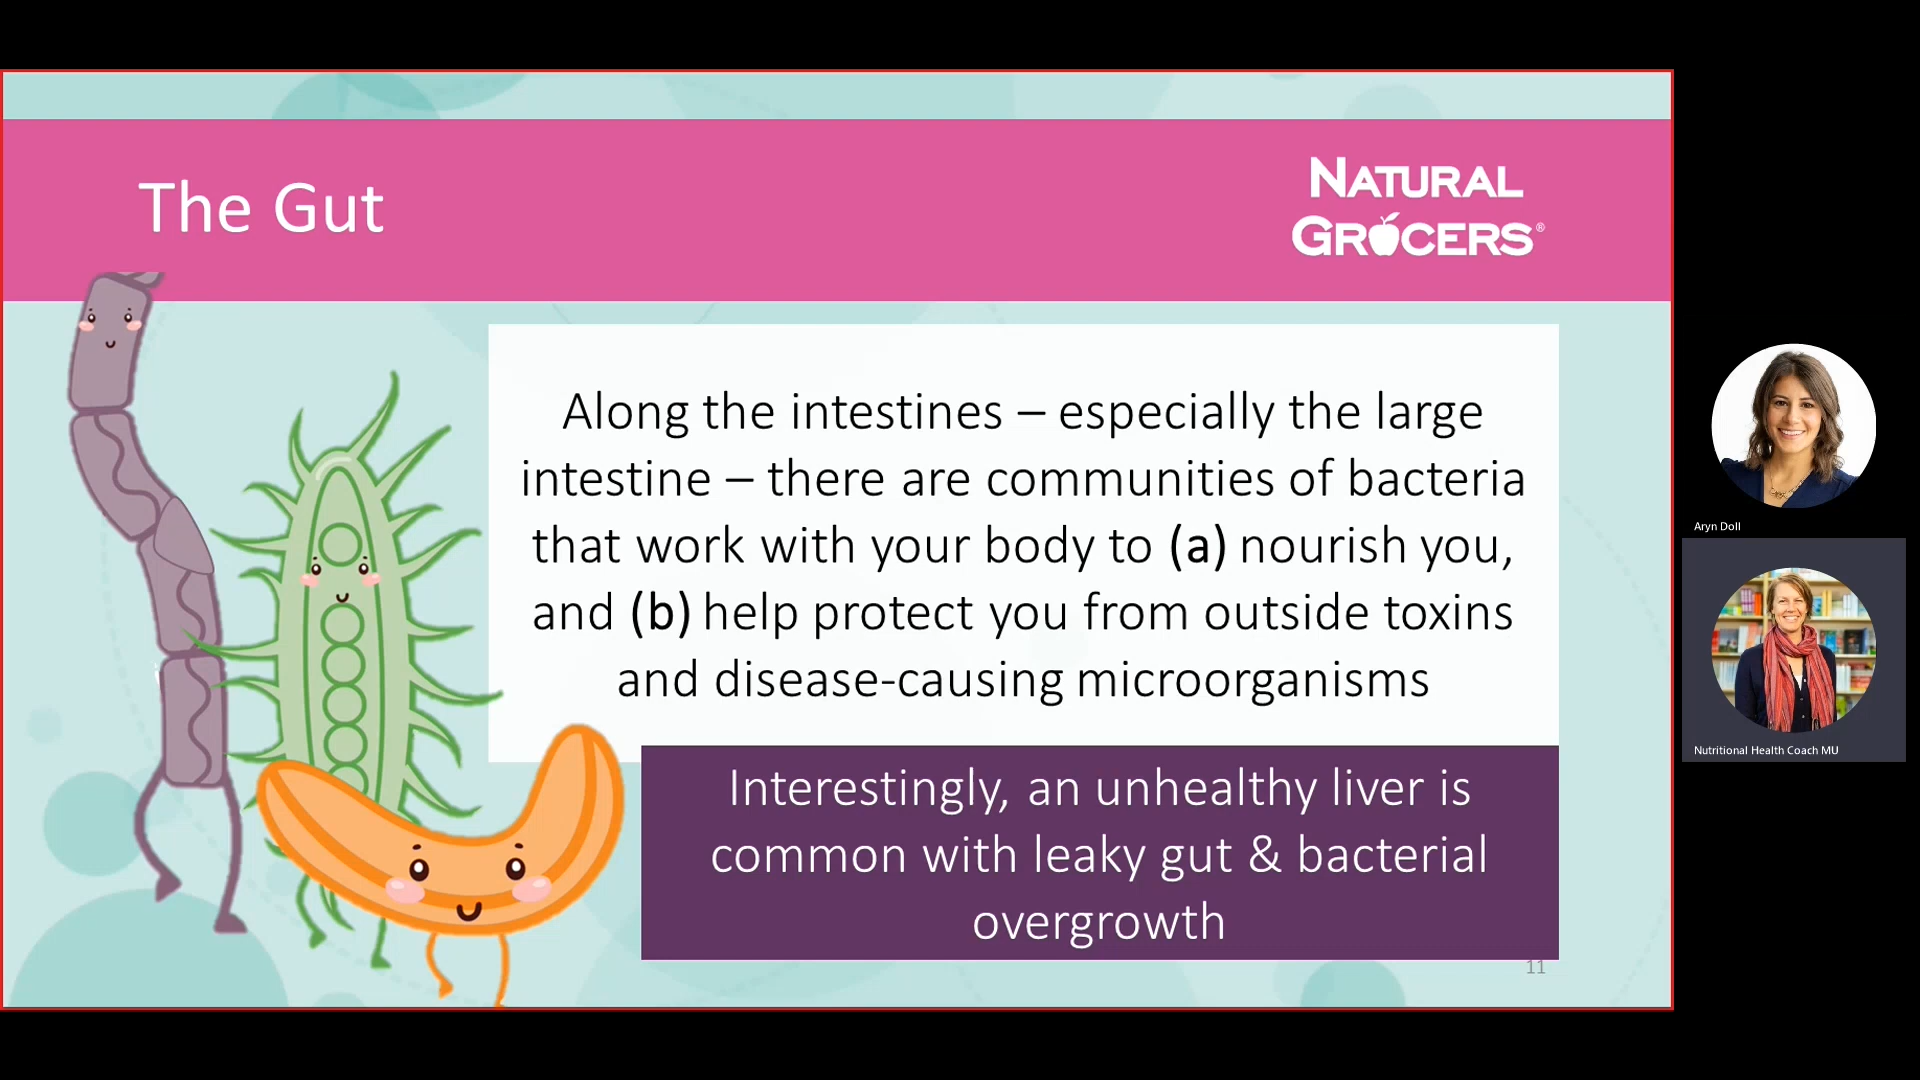 The Gut
NATURAL
GROCERS®
Along the intestines – especially the large
intestine – there are communities of bacteria
that work with your body to (a) nourish you,
and (b) help protect you from outside toxins
and disease-causing microorganisms
Interestingly, an unhealthy liver is
common with leaky gut & bacterial
overgrowth
11
Aryn Doll
Nutritional Health Coach MU